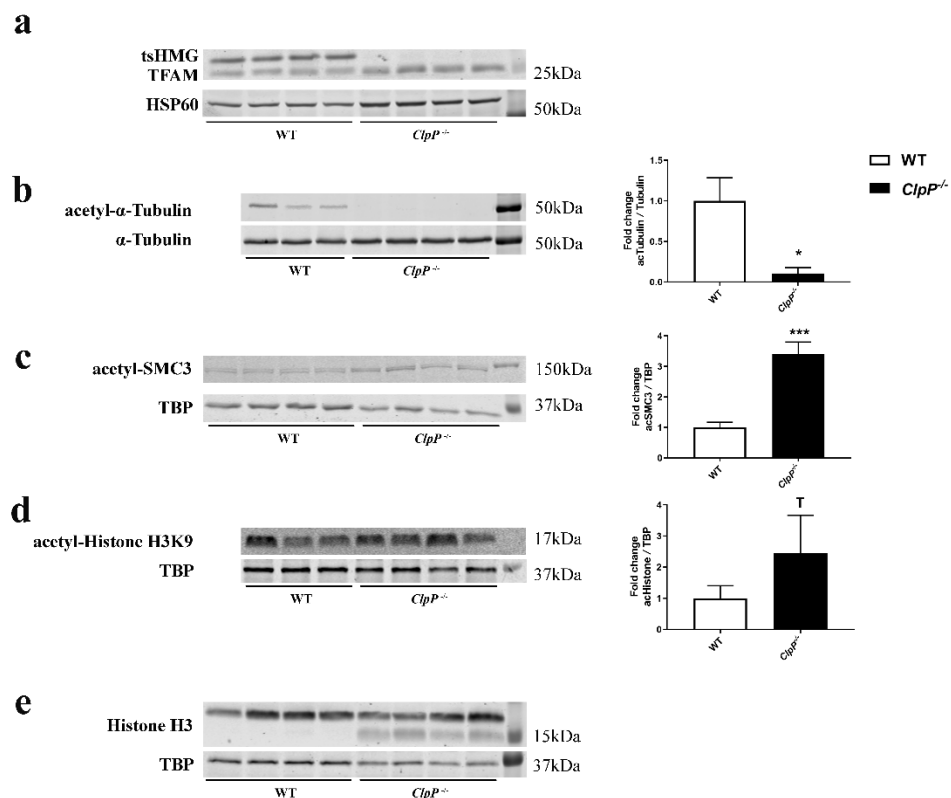 a
tsHMG
TFAM
25kDa
HSP60
50kDa
WT
ClpP -/-
b
acetyl-α-Tubulin
50kDa
α-Tubulin
50kDa
WT
ClpP -/-
Fold change
acTubulin / Tubulin
1.5
1.0
0.5
0.0
*
WT
ClpP-/-
WT
ClpP-/-
c
acetyl-SMC3
150kDa
TBP
37kDa
WT
ClpP -/-
Fold change
acSMC3 / TBP
4
3
2
1
0
***
WT
ClpP-/-
d
acetyl-Histone H3K9
17kDa
TBP
37kDa
WT
ClpP -/-
Fold change
acHistone / TBP
4
3
2
1
0
T
WT
ClpP-/-
e
Histone H3
15kDa
TBP
37kDa
WT
ClpP -/-